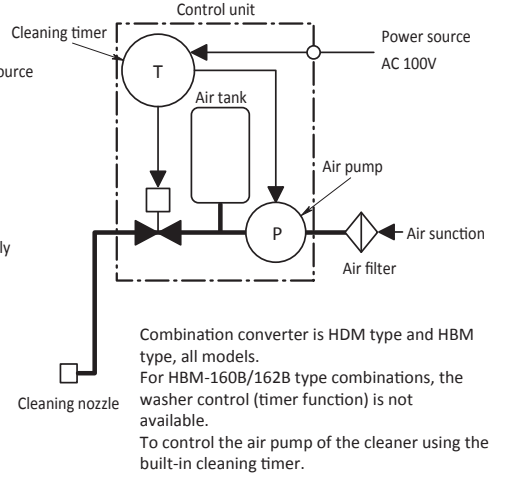 Control unit
Cleaning timer
Power source
AC 100V
T
Air tank
Air pump
P
Air sunction
Air filter
Cleaning nozzle
Combination converter is HDM type and HBM
type, all models.
For HBM-160B/162B type combinations, the
washer control (timer function) is not
available.
To control the air pump of the cleaner using the
built-in cleaning timer.